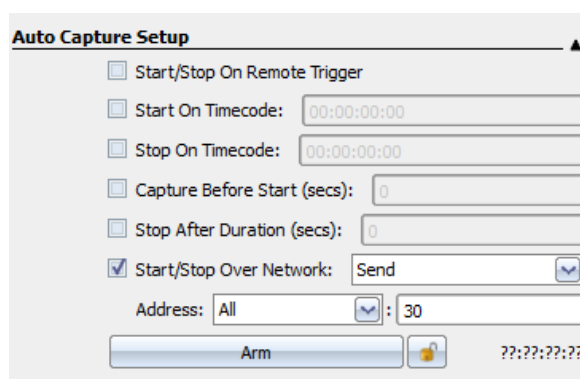 Auto Capture Setup
Start/Stop On Remote Trigger
Start On Timecode: 00:00:00:00
Stop On Timecode: 00:00:00:00
Capture Before Start (secs): 0
Stop After Duration (secs): 0
Start/Stop Over Network: Send
Address: All : 30
Arm ??:??:??:??